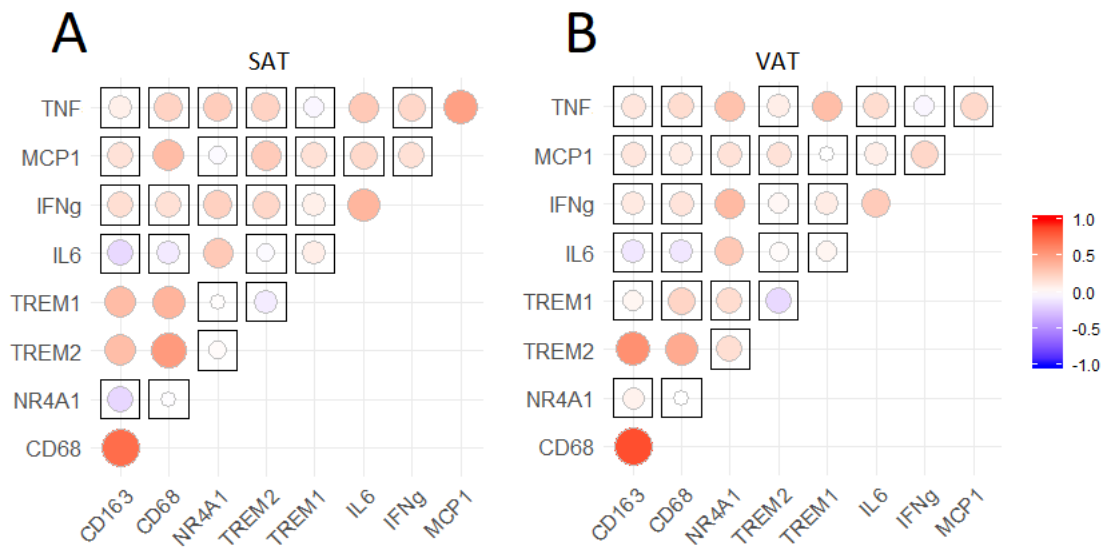 A
B
SAT
VAT
TNF
MCP1
IFNg
IL6
TREM1
TREM2
NR4A1
CD68
CD163
CD68
NR4A1
TREM2
TREM1
IL6
IFNg
MCP1
TNF
MCP1
IFNg
IL6
TREM1
TREM2
NR4A1
CD68
CD163
CD68
NR4A1
TREM2
TREM1
IL6
IFNg
MCP1
1.0
0.5
0.0
-0.5
-1.0